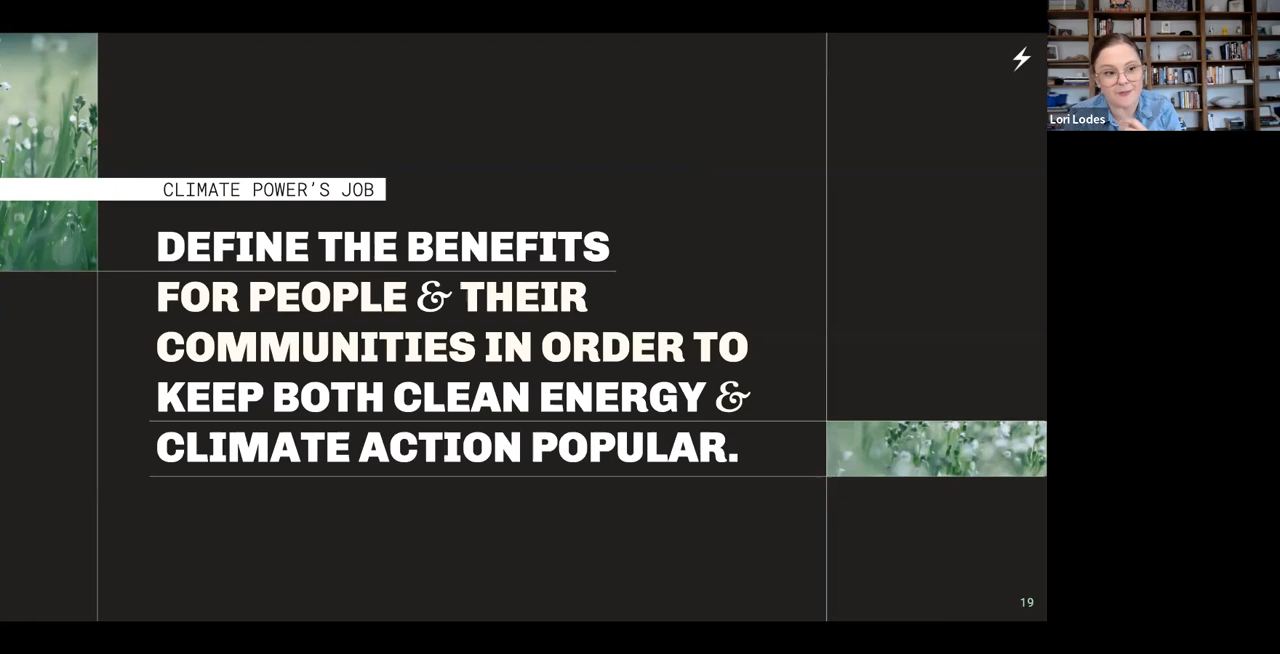 CLIMATE POWER'S JOB
DEFINE THE BENEFITS
FOR PEOPLE & THEIR
COMMUNITIES IN ORDER TO
KEEP BOTH CLEAN ENERGY &
CLIMATE ACTION POPULAR.
19
Lori Lodes